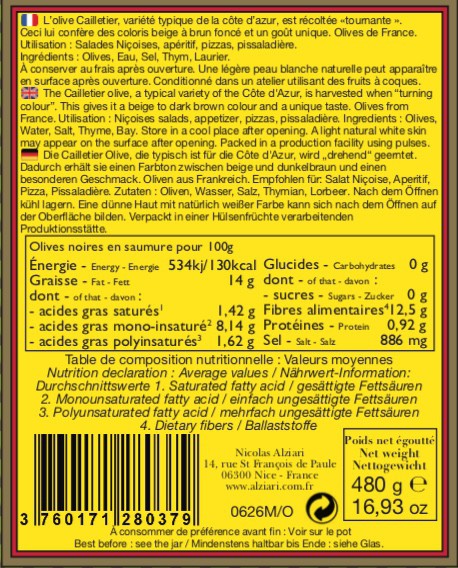 L'olive Cailletier, variété typique de la côte d'azur, est récoltée «tournante ».
Ceci lui confère des coloris beige à brun foncé et un goût unique. Olives de France.
Utilisation : Salades Niçoises, apéritif, pizzas, pissaladière.
Ingrédients : Olives, Eau, Sel, Thym, Laurier.
À conserver au frais après ouverture. Une légère peau blanche naturelle peut apparaître
en surface après ouverture. Conditionné dans un atelier utilisant des fruits à coques.
The Cailletier olive, a typical variety of the Côte d'Azur, is harvested when "turning
colour". This gives it a beige to dark brown colour and a unique taste. Olives from
France. Utilisation : Niçoises salads, appetizer, pizzas, pissaladière. Ingredients : Olives,
Water, Salt, Thyme, Bay. Store in a cool place after opening. A light natural white skin
may appear on the surface after opening. Packed in a production facility using pulses.
Die Cailletier Olive, die typisch ist für die Côte d'Azur, wird „drehend" geerntet.
Dadurch erhält sie einen Farbton zwischen beige und dunkelbraun und einen
besonderen Geschmack. Oliven aus Frankreich. Empfohlen für: Salat Niçoise, Aperitif,
Pizza, Pissaladière. Zutaten : Oliven, Wasser, Salz, Thymian, Lorbeer. Nach dem Öffnen
kühl lagern. Eine dünne Haut mit natürlich weißer Farbe kann sich nach dem Öffnen auf
der Oberfläche bilden. Verpackt in einer Hülsenfrüchte verarbeitenden
Produktionsstätte.
Olives noires en saumure pour 100g
Énergie - Energy - Energie 534kj/130kcal
Graisse - Fat - Fett 14 g
dont - of that - davon :
- acides gras saturés¹ 1,42 g
- acides gras mono-insaturé² 8,14 g
- acides gras polyinsaturés³ 1,62 g
Glucides - Carbohydrates 0 g
dont - of that - davon :
- sucres - Sugars - Zucker 0 g
Fibres alimentaires⁴12,5 g
Protéines - Protein 0,92 g
Sel - Salt - Salz 886 mg
Table de composition nutritionnelle : Valeurs moyennes
Nutrition declaration : Average values / Nährwert-Information:
Durchschnittswerte 1. Saturated fatty acid / gesättigte Fettsäuren
2. Monounsaturated fatty acid / einfach ungesättigte Fettsäuren
3. Polyunsaturated fatty acid / mehrfach ungesättigte Fettsäuren
4. Dietary fibers / Ballaststoffe
3 760171 280379
Nicolas Alziari
14, rue St François de Paule
06300 Nice - France
www.alziari.com.fr
0626M/O
Poids net égoutté
Net weight
Nettogewicht
480 g e
16,93 oz
A consommer de préférence avant fin : Voir sur le pot
Best before : see the jar / Mindestens haltbar bis Ende : siehe Glas.